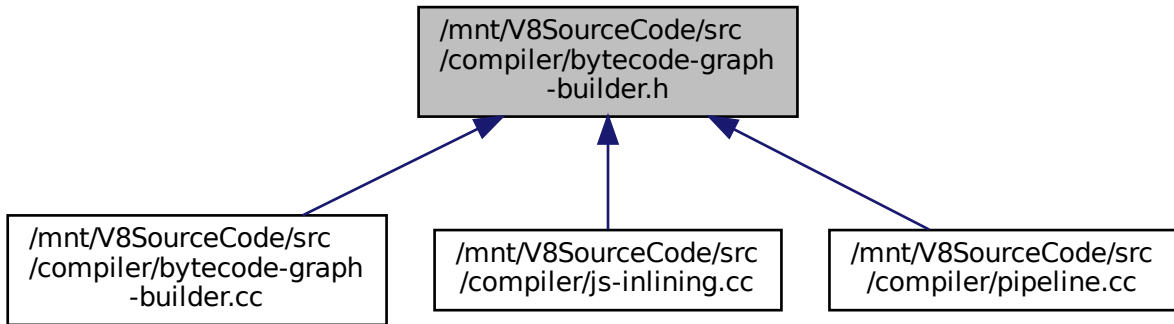 /mnt/V8SourceCode/src
/compiler/bytecode-graph
-builder.h
/mnt/V8SourceCode/src
/compiler/bytecode-graph
-builder.cc
/mnt/V8SourceCode/src
/compiler/js-inlining.cc
/mnt/V8SourceCode/src
/compiler/pipeline.cc